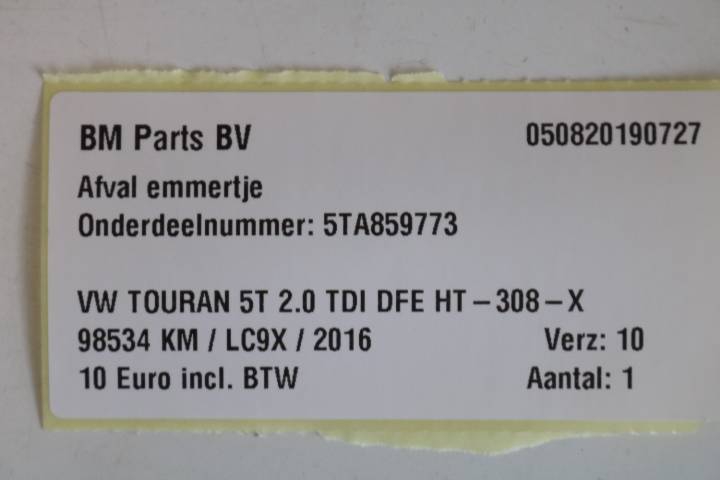 BM Parts BV 050820190727
Afval emmertje
Onderdeelnummer: 5TA859773
VW TOURAN 5T 2.0 TDI DFE HT-308-X
98534 KM / LC9X / 2016 Verz: 10
10 Euro incl. BTW Aantal: 1